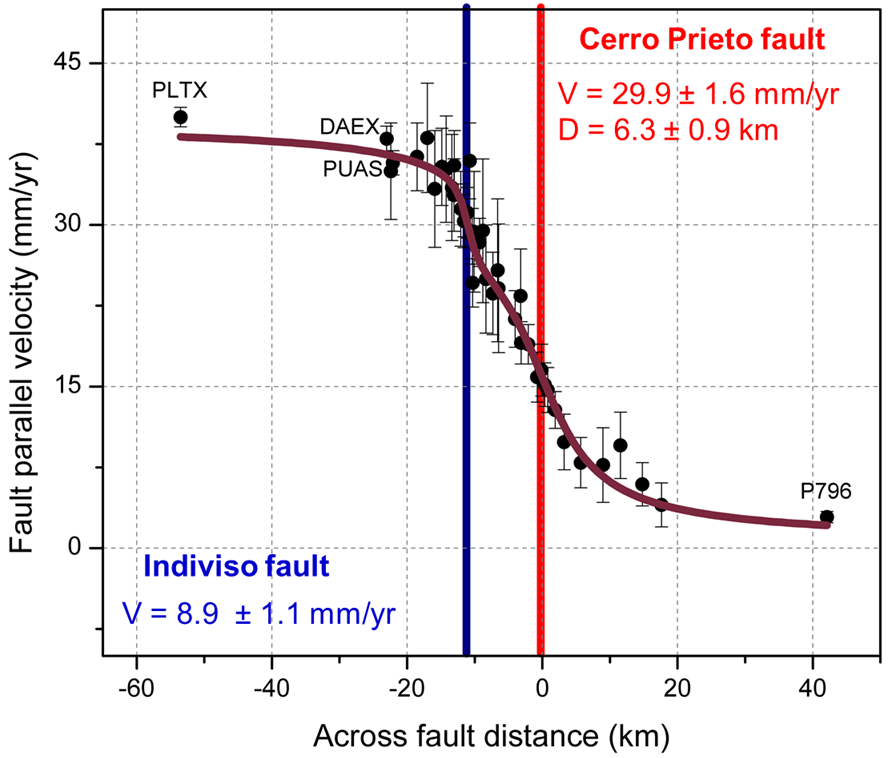 Cerro Prieto fault
V = 29.9 ± 1.6 mm/yr
D = 6.3 ± 0.9 km
PLTX
DAEX
PUAS
P796
Indiviso fault
V = 8.9 ± 1.1 mm/yr
45
30
15
0
Fault parallel velocity (mm/yr)
-60 -40 -20 0 20 40
Across fault distance (km)